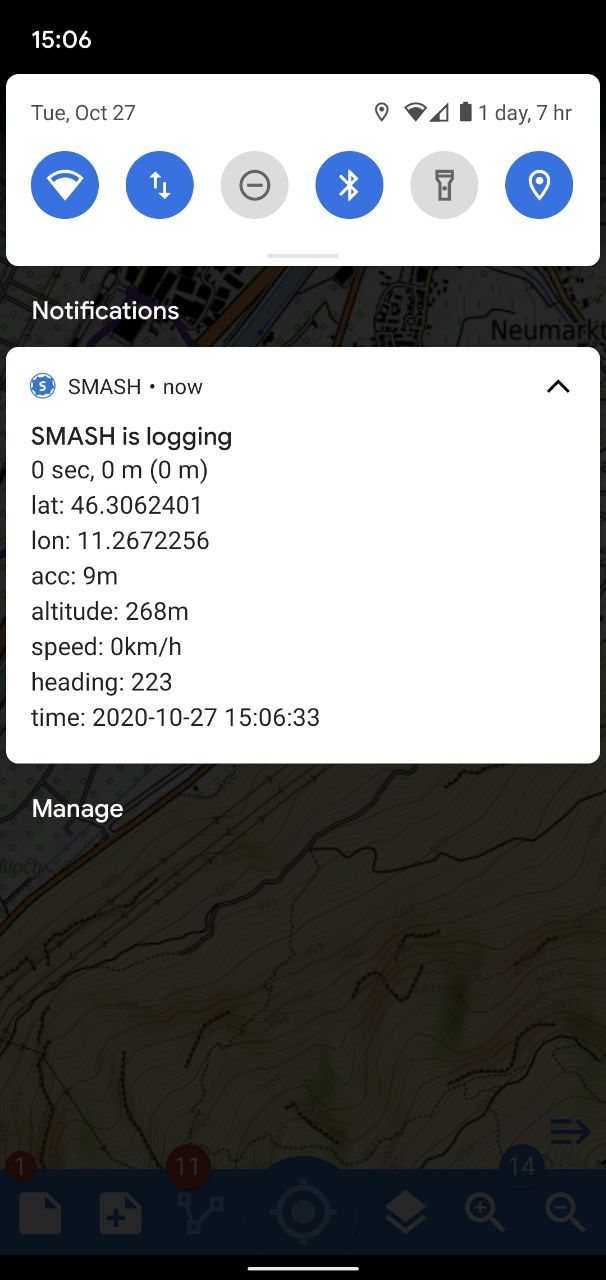 15:06
Tue, Oct 27
1 day, 7 hr
Notifications
Neumarkt
SMASH • now
SMASH is logging
0 sec, 0 m (0 m)
lat: 46.3062401
lon: 11.2672256
acc: 9m
altitude: 268m
speed: 0km/h
heading: 223
time: 2020-10-27 15:06:33
Manage
1
11
14